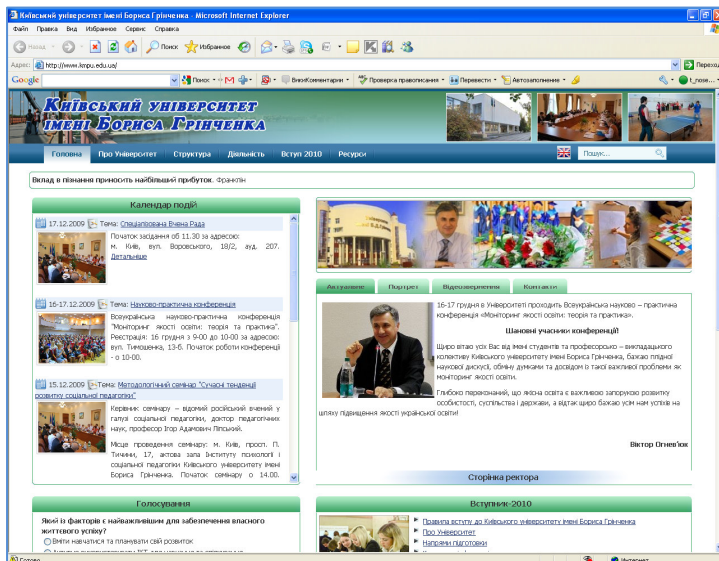 Київський університет імені Бориса Грінченка - Microsoft Internet Explorer
Файл Правка Вид Избранное Сервис Справка
Назад Поиск Избранное
Адрес: http://www.kmpu.edu.ua/ Переход
Google Поиск ВикиКомментарии Проверка правописания Перевести Автозаполнение t_nose...
Київський університет
імені Бориса Грінченка
Головна Про Університет Структура Діяльність Вступ 2010 Ресурси Пошук...
Вклад в пізнання приносить найбільший прибуток. Франклін
Календар подій
17.12.2009 Тема: Спеціалізована Вчена Рада
Початок засідання об 11.30 за адресою:
м. Київ, вул. Воровського, 18/2, ауд. 207.
Детальніше
16-17.12.2009 Тема: Науково-практична конференція
Всеукраїнська науково-практична конференція
"Моніторинг якості освіти: теорія та практика".
Реєстрація: 16 грудня з 9-00 до 10-00 за адресою:
вул. Тимошенка, 13-б. Початок роботи конференції
- о 10-00.
15.12.2009 Тема: Методологічний семінар "Сучасні тенденції
розвитку соціальної педагогіки"
Керівник семінару – відомий російський вчений у
галузі соціальної педагогіки, доктор педагогічних
наук, професор Ігор Адамович Ліпський.
Місце проведення семінару: м. Київ, просп. П.
Тичини, 17, актова зала Інституту психології і
соціальної педагогіки Київського університету імені
Бориса Грінченка. Початок семінару о 14.00.
Актуальне Портрет Відеозвернення Контакти
16-17 грудня в Університеті проходить Всеукраїнська науково – практична
конференція «Моніторинг якості освіти: теорія та практика».
Шановні учасники конференції!
Щиро вітаю усіх Вас від імені студентів та професорсько – викладацького
колективу Київського університету імені Бориса Грінченка, бажаю плідної
наукової дискусії, обміну думками та досвідом із такої важливої проблеми як
моніторинг якості освіти.
Глибоко переконаний, що якісна освіта є важливою запорукою розвитку
особистості, суспільства і держави, а відтак щиро бажаю усім нам успіхів на
шляху підвищення якості української освіти!
Віктор Огнев'юк
Сторінка ректора
Голосування
Який із факторів є найважливішим для забезпечення власного
життєвого успіху?
Вміти навчатися та планувати свій розвиток
Вступник-2010
Правила вступу до Київського університету імені Бориса Грінченка
Про Університет
Напрями підготовки
Готово Интернет